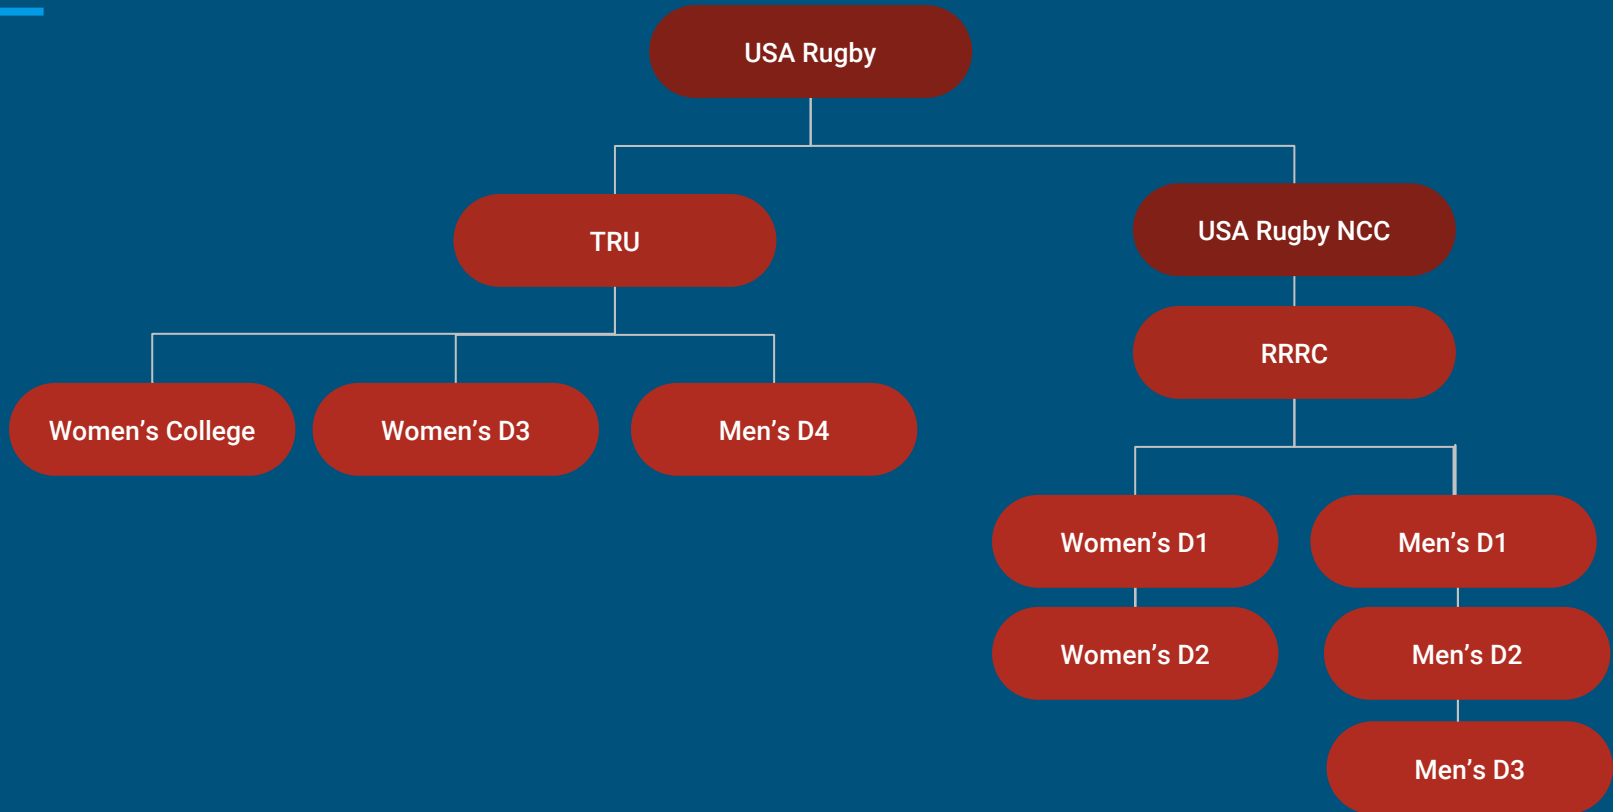 USA Rugby
TRU
USA Rugby NCC
RRRC
Women’s College
Women’s D3
Men’s D4
Women’s D1
Men’s D1
Women’s D2
Men’s D2
Men’s D3